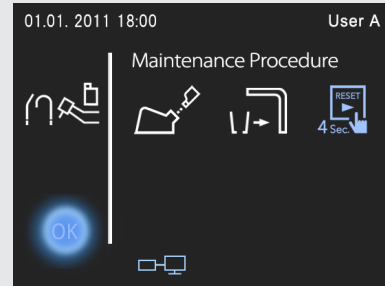 01.01. 2011 18:00 User A
Maintenance Procedure
RESET
4 Sec.
OK